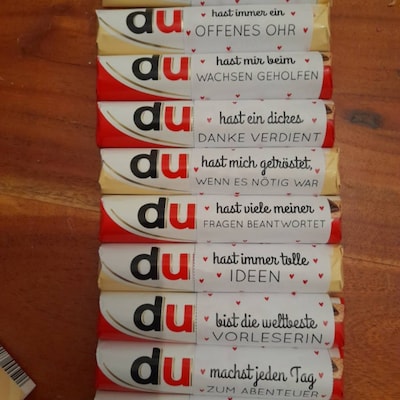 du hast immer ein
OFFENES OHR
du hast mir beim
WACHSEN GEHOLFEN
du hast ein dickes
DANKE VERDIENT
du hast mich getröstet,
WENN ES NÖTIG WAR
du hast viele meiner
FRAGEN BEANTWORTET
du hast immer tolle
IDEEN
du bist die weltbeste
VORLESERIN
du machst jeden Tag
ZUM ABENTEUER